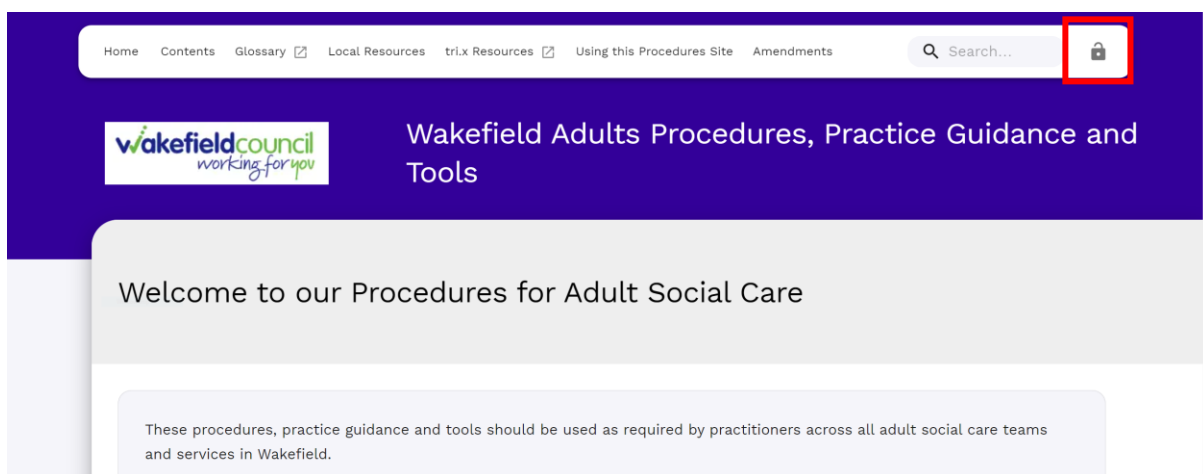 Home Contents Glossary Local Resources tri.x Resources Using this Procedures Site Amendments Search...
wakefieldcouncil
working for you
Wakefield Adults Procedures, Practice Guidance and
Tools
Welcome to our Procedures for Adult Social Care
These procedures, practice guidance and tools should be used as required by practitioners across all adult social care teams
and services in Wakefield.